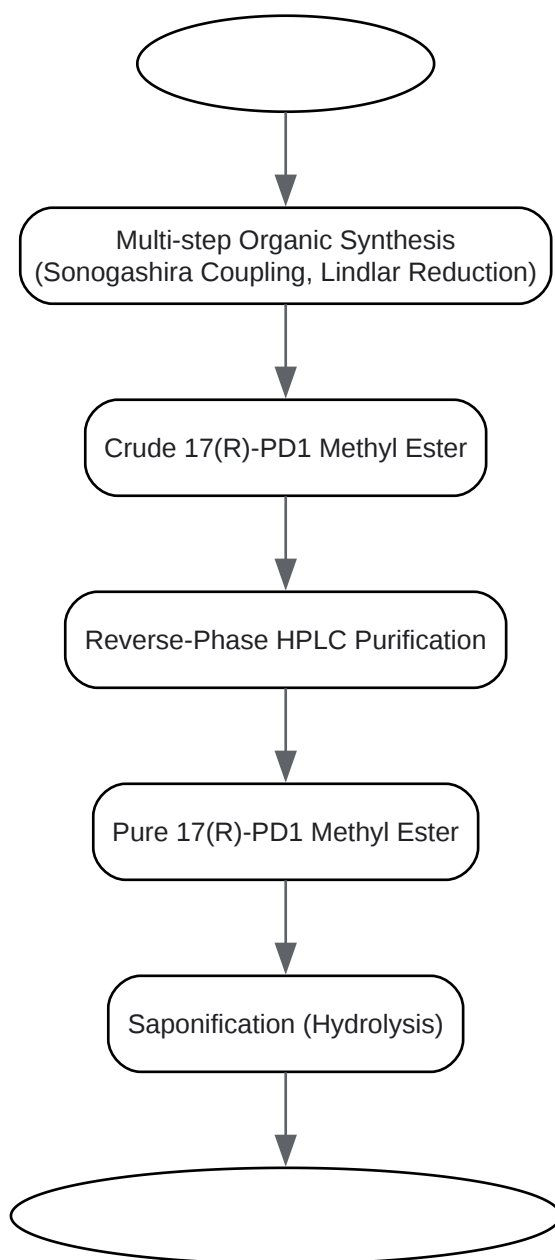 Multi-step Organic Synthesis
(Sonogashira Coupling, Lindlar Reduction)
Crude 17(R)-PD1 Methyl Ester
Reverse-Phase HPLC Purification
Pure 17(R)-PD1 Methyl Ester
Saponification (Hydrolysis)